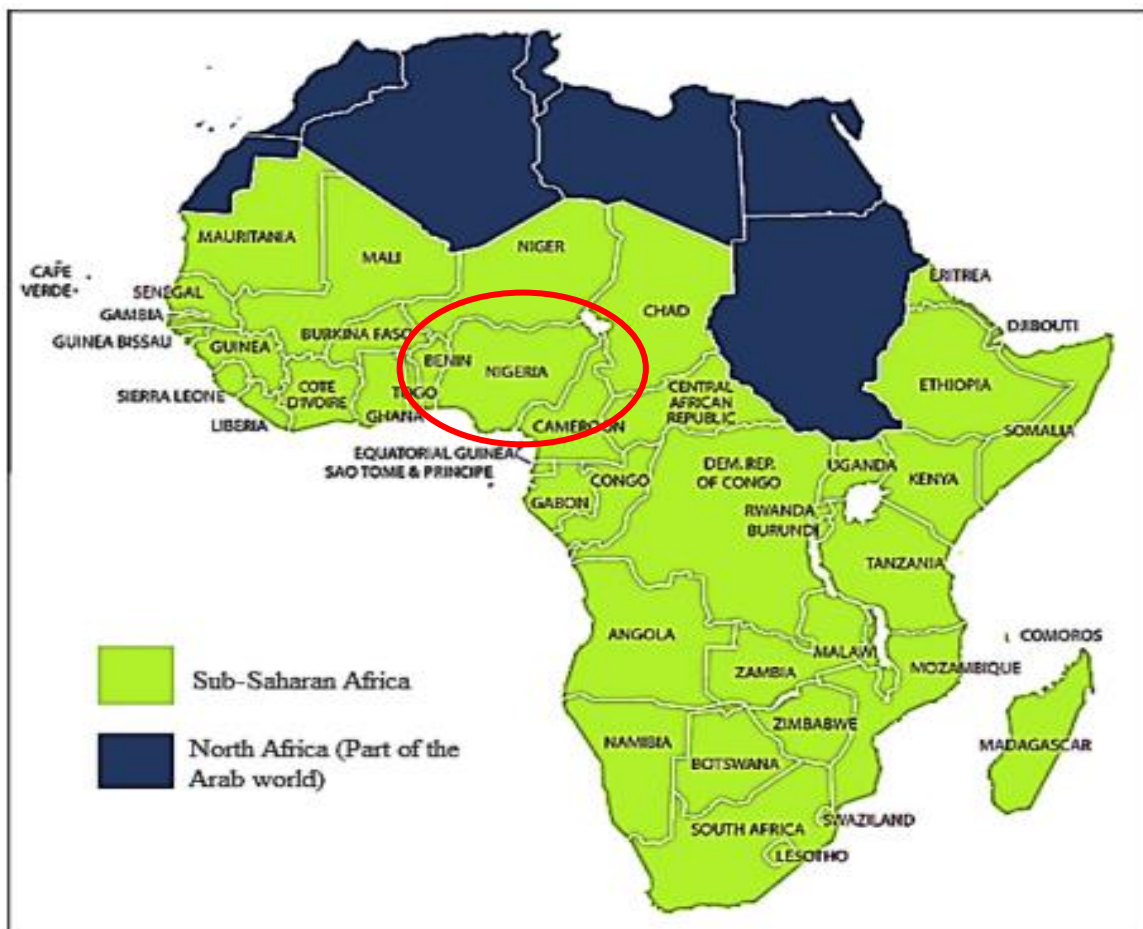 MAURITANIA
MALI
NIGER
CAPE
VERDE
SENEGAL
CHAD
ERITREA
GAMBIA
DJIBOUTI
GUINEA BISSAU
GUINEA
BURKINA FASO
BENIN
NIGERIA
SIERRA LEONE
COTE
D'IVOIRE
TOGO
GHANA
LIBERIA
CENTRAL
AFRICAN
REPUBLIC
ETHIOPIA
CAMEROON
SOMALIA
EQUATORIAL GUINEA
SAO TOME & PRINCIPE
GABON
CONGO
DEM. REP.
OF CONGO
UGANDA
KENYA
RWANDA
BURUNDI
TANZANIA
ANGOLA
ZAMBIA
MALAWI
COMOROS
MOZAMBIQUE
ZIMBABWE
NAMIBIA
BOTSWANA
MADAGASCAR
SWAZILAND
SOUTH AFRICA
LESOTHO
Sub-Saharan Africa
North Africa (Part of the
Arab world)